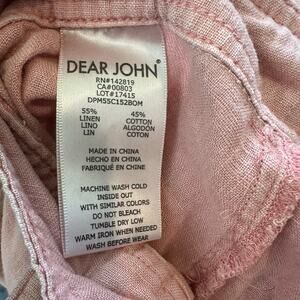 DEAR JOHN®
RN#142819
CA#00803
LOT#17415
DPM55C152BOM
55% 45%
LINEN COTTON
LINO ALGODÓN
LIN COTON
MADE IN CHINA
HECHO EN CHINA
FABRIQUÉ EN CHINE
MACHINE WASH COLD
INSIDE OUT
WITH SIMILAR COLORS
DO NOT BLEACH
TUMBLE DRY LOW
WARM IRON WHEN NEEDED
WASH BEFORE WEAR